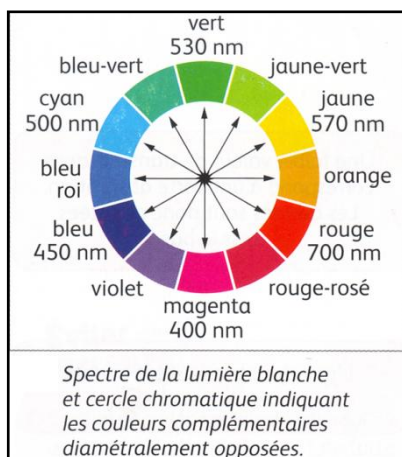 vert
530 nm
bleu-vert
jaune-vert
cyan
500 nm
jaune
570 nm
bleu
roi
orange
bleu
450 nm
rouge
700 nm
violet
rouge-rosé
magenta
400 nm
Spectre de la lumière blanche
et cercle chromatique indiquant
les couleurs complémentaires
diamétralement opposées.